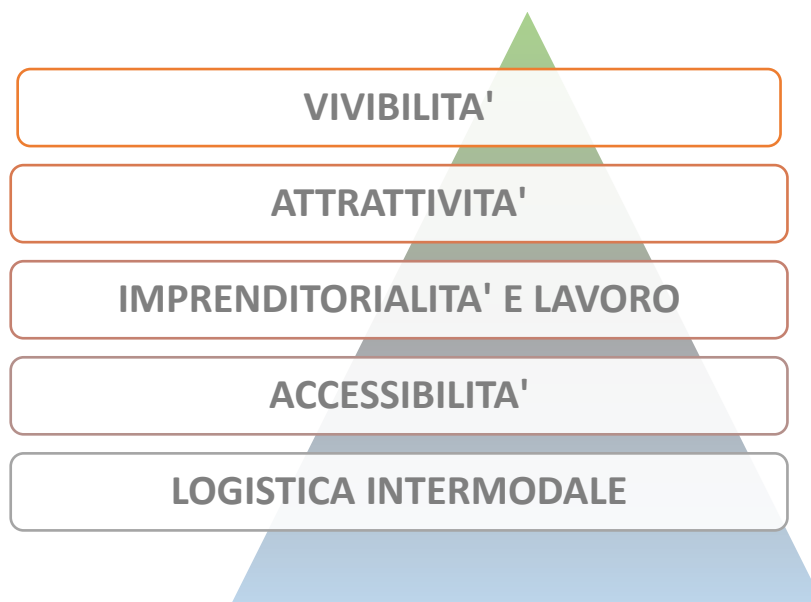 VIVIBILITA'
ATTRATTIVITA'
IMPRENDITORIALITA' E LAVORO
ACCESSIBILITA'
LOGISTICA INTERMODALE